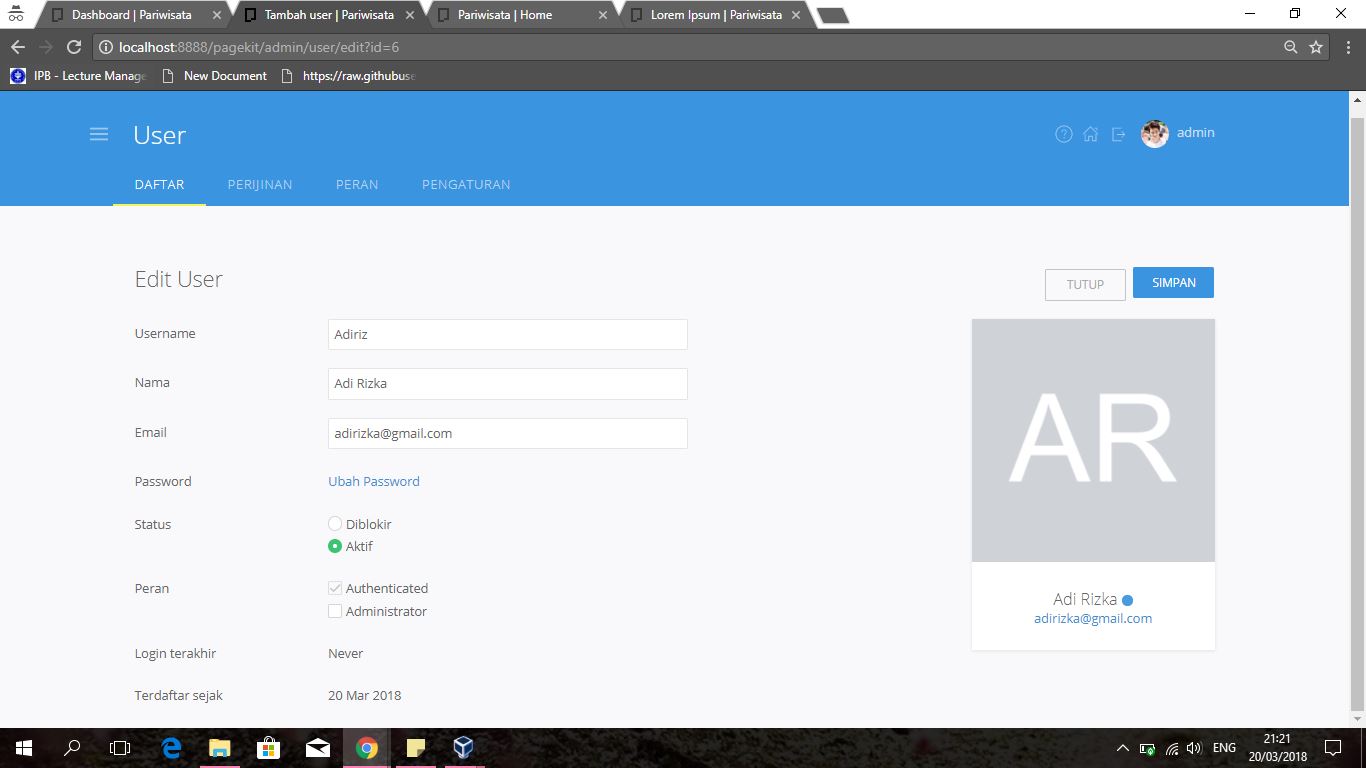 Dashboard | Pariwisata
Tambah user | Pariwisata
Pariwisata | Home
Lorem Ipsum | Pariwisata
localhost:8888/pagekit/admin/user/edit?id=6
IPB - Lecture Manage
New Document
https://raw.githubuse
User
? admin
DAFTAR PERIJINAN PERAN PENGATURAN
Edit User
TUTUP SIMPAN
Username Adiriz
Nama Adi Rizka
Email adirizka@gmail.com
Password Ubah Password
Status Diblokir
Aktif
Peran Authenticated
Administrator
Login terakhir Never
Terdaftar sejak 20 Mar 2018
AR
Adi Rizka
adirizka@gmail.com
ENG
21:21
20/03/2018